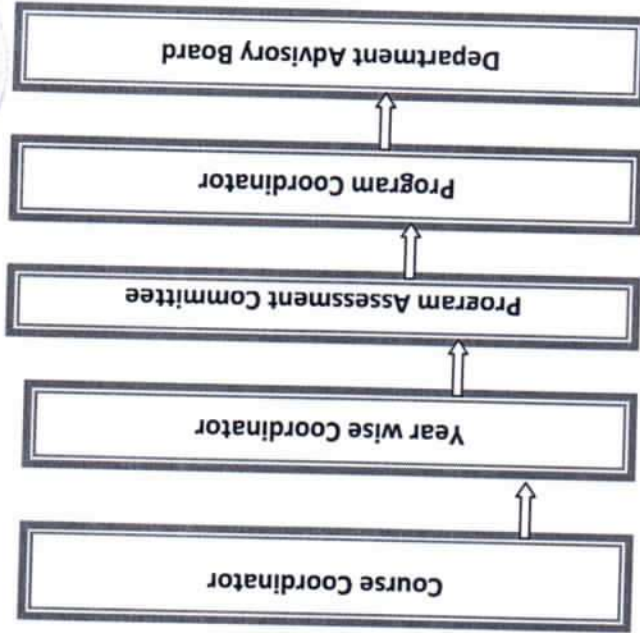 Course Coordinator
Year wise Coordinator
Program Assessment Committee
Program Coordinator
Department Advisory Board